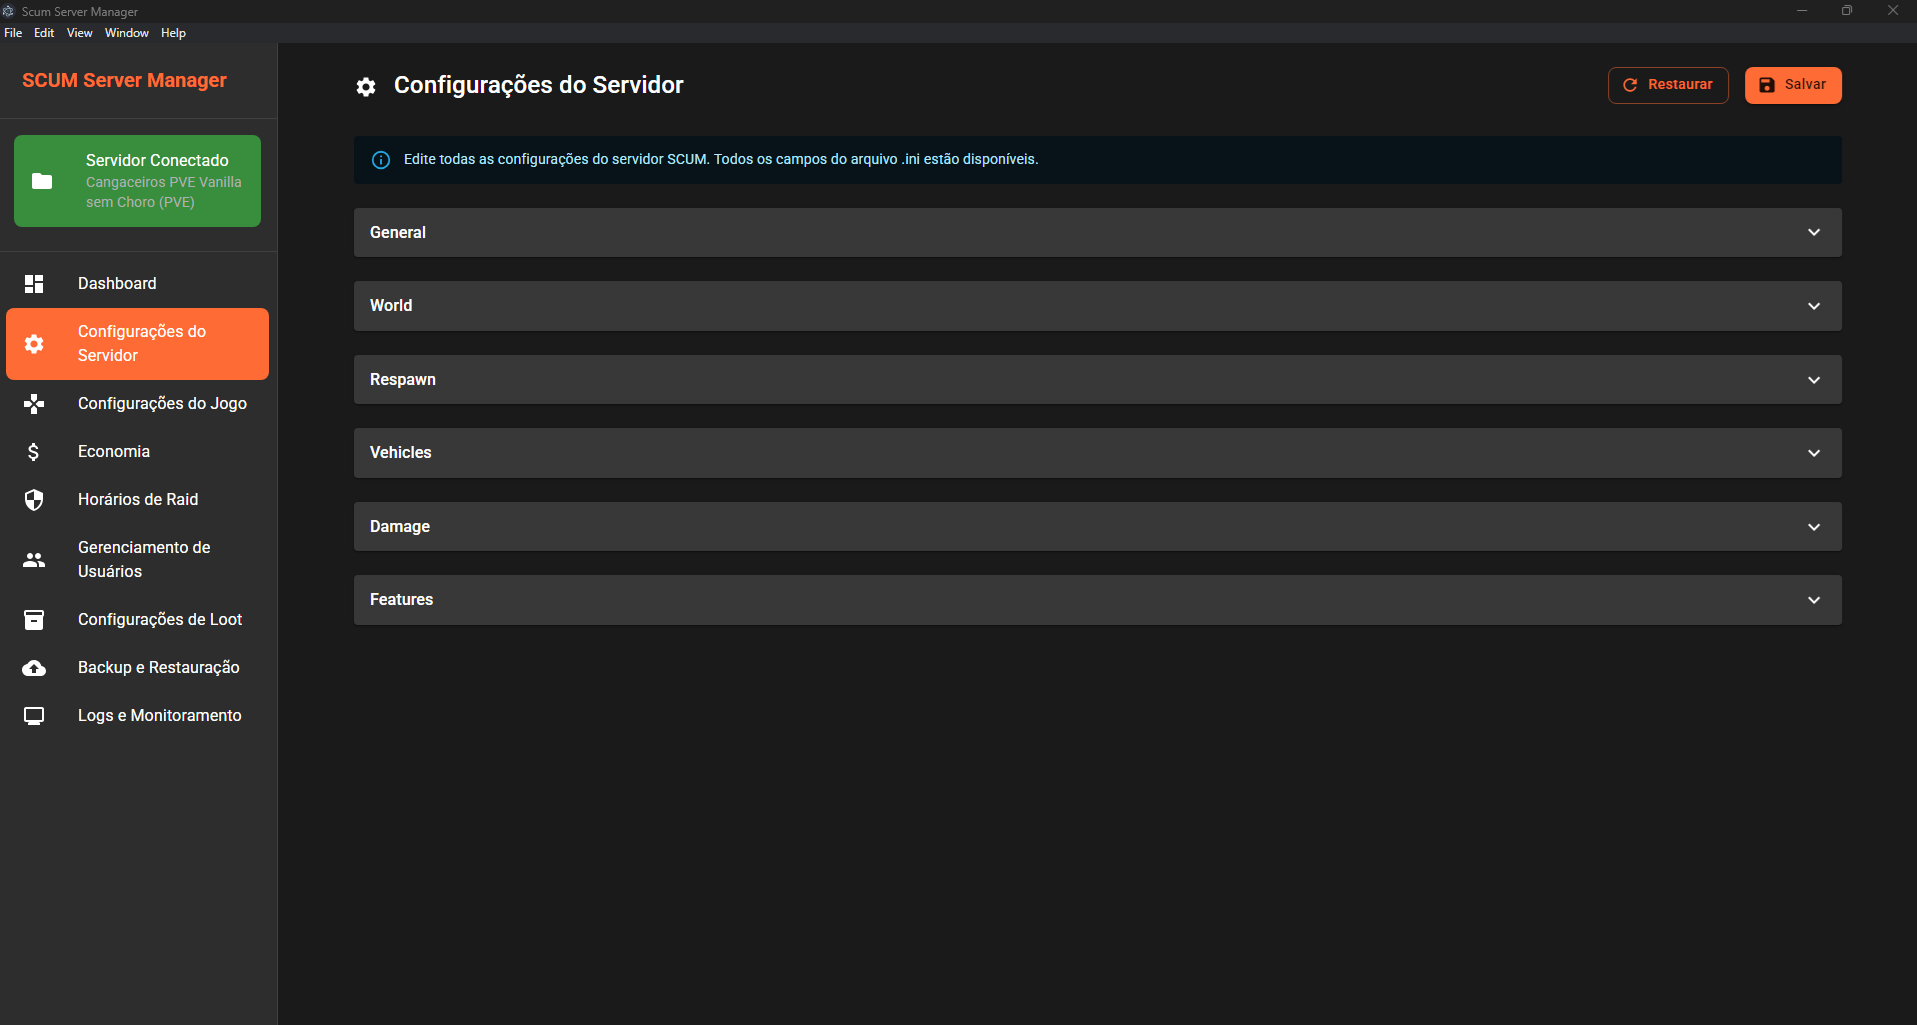 Scum Server Manager
File Edit View Window Help
SCUM Server Manager
Servidor Conectado
Cangaceiros PVE Vanilla
sem Choro (PVE)
Dashboard
Configurações do
Servidor
Configurações do Jogo
Economia
Horários de Raid
Gerenciamento de
Usuários
Configurações de Loot
Backup e Restauração
Logs e Monitoramento
Configurações do Servidor
Restaurar
Salvar
Edite todas as configurações do servidor SCUM. Todos os campos do arquivo .ini estão disponíveis.
General
World
Respawn
Vehicles
Damage
Features